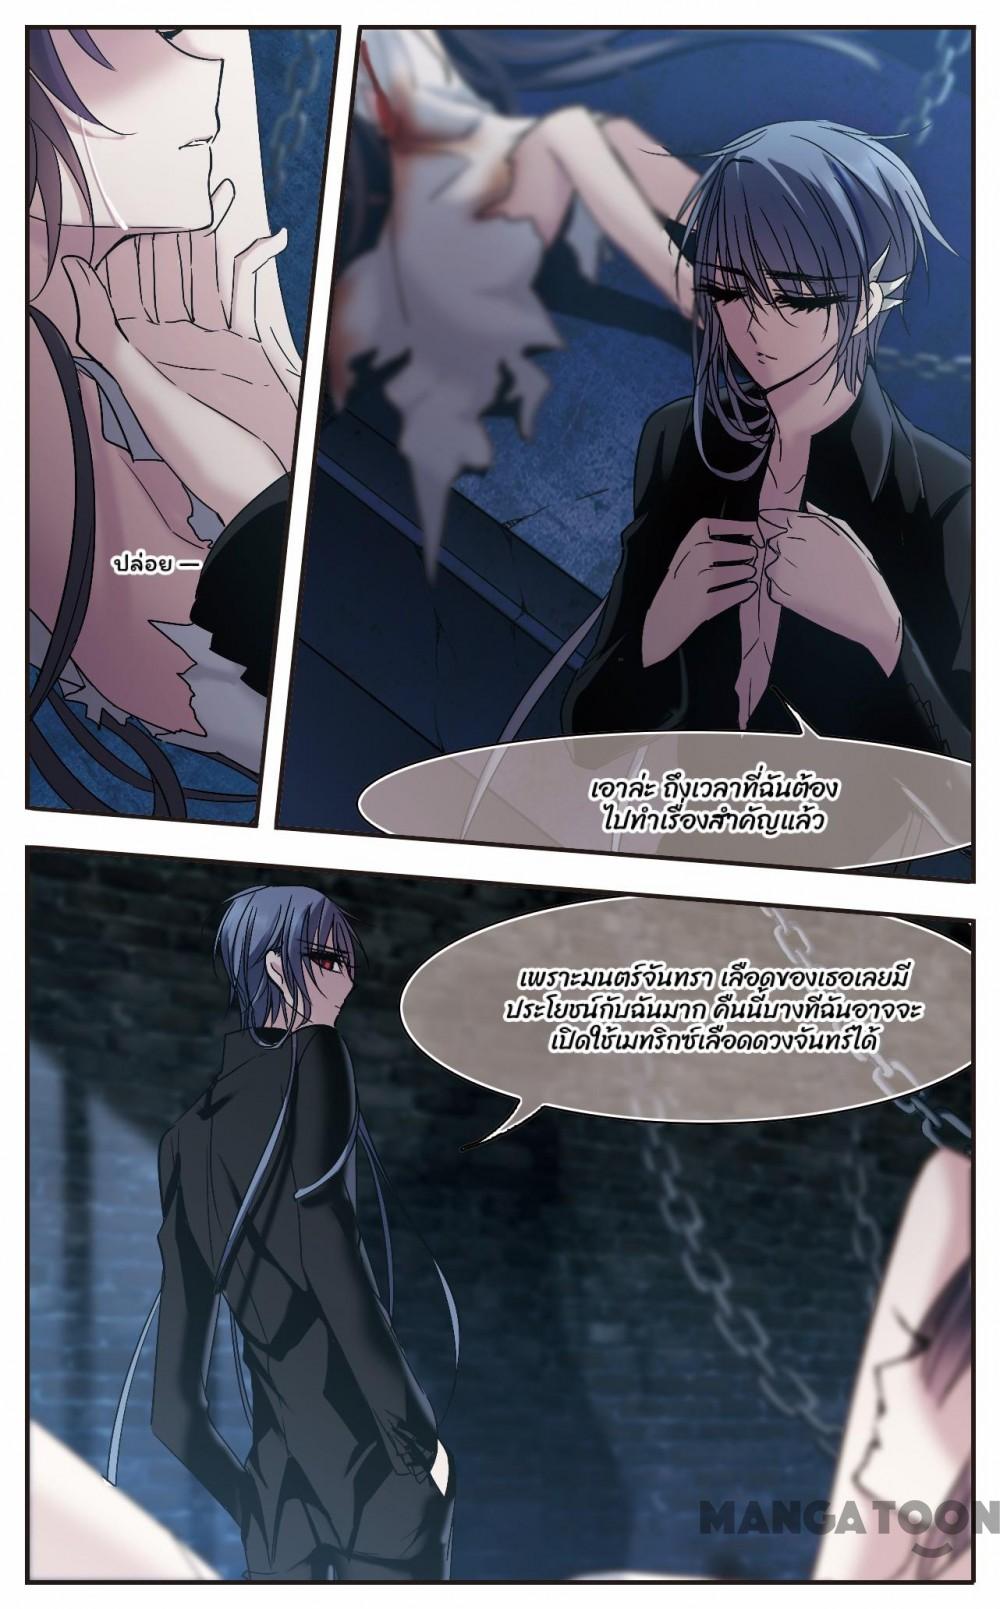 ปล่อย —
เอาล่ะ ถึงเวลาที่ฉันต้อง
ไปทำเรื่องสำคัญแล้ว
เพราะมนตร์จันทรา เลือดของเธอเลยมี
ประโยชน์กับฉันมาก คืนนี้บางทีฉันอาจจะ
เปิดใช้เมทริกซ์เลือดดวงจันทร์ได้
MANGATOON